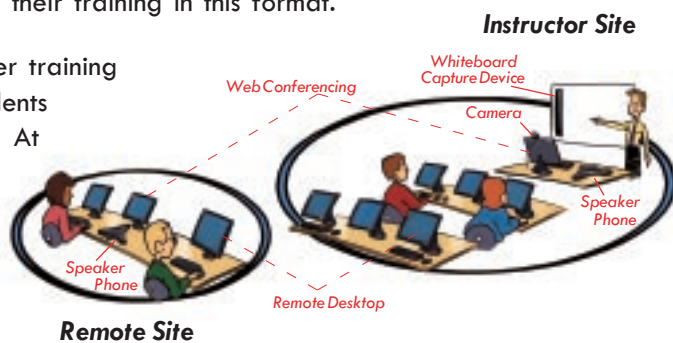 their training in this format.
Instructor Site
er training
dents
At
Web Conferencing
Whiteboard
Capture Device
Camera
Speaker
Phone
Speaker
Phone
Remote Desktop
Remote Site